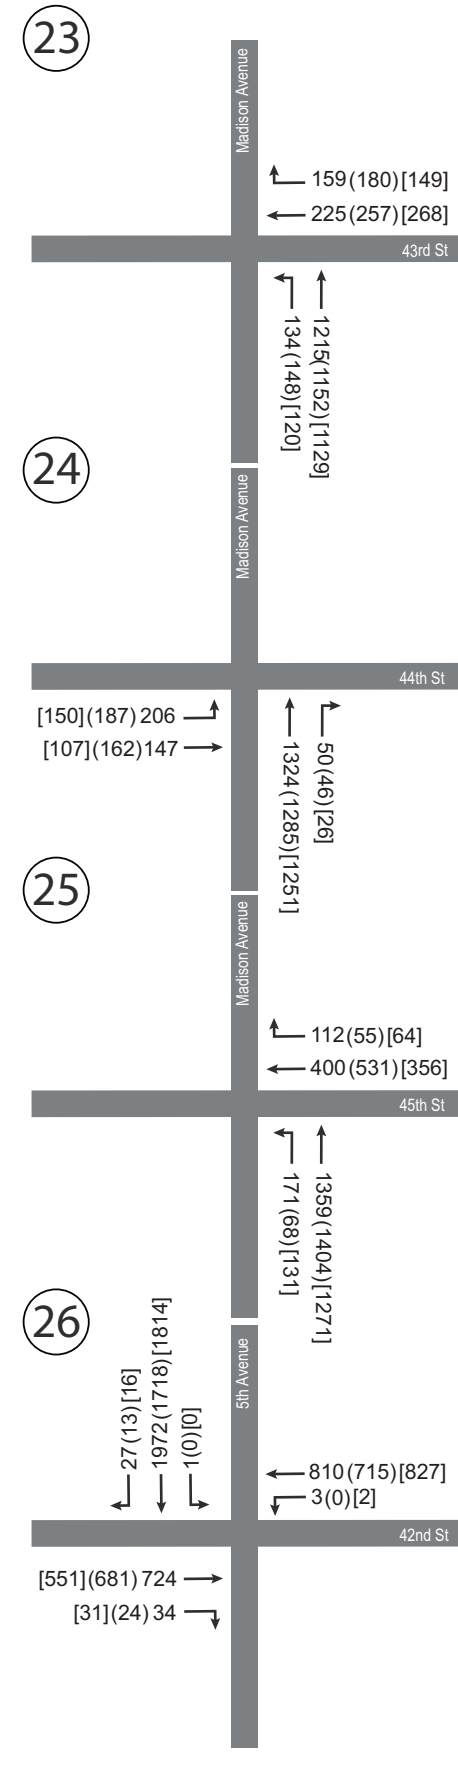 23
Madison Avenue
159(180)[149]
225(257)[268]
43rd St
134(148)[120]
1215(1152)[1129]
24
Madison Avenue
44th St
[150](187)206
[107](162)147
1324(1285)[1251]
50(46)[26]
25
Madison Avenue
112(55)[64]
400(531)[356]
45th St
171(68)[131]
1359(1404)[1271]
26
27(13)[16]
1972(1718)[1814]
1(0)[0]
5th Avenue
810(715)[827]
3(0)[2]
42nd St
[551](681)724
[31](24)34